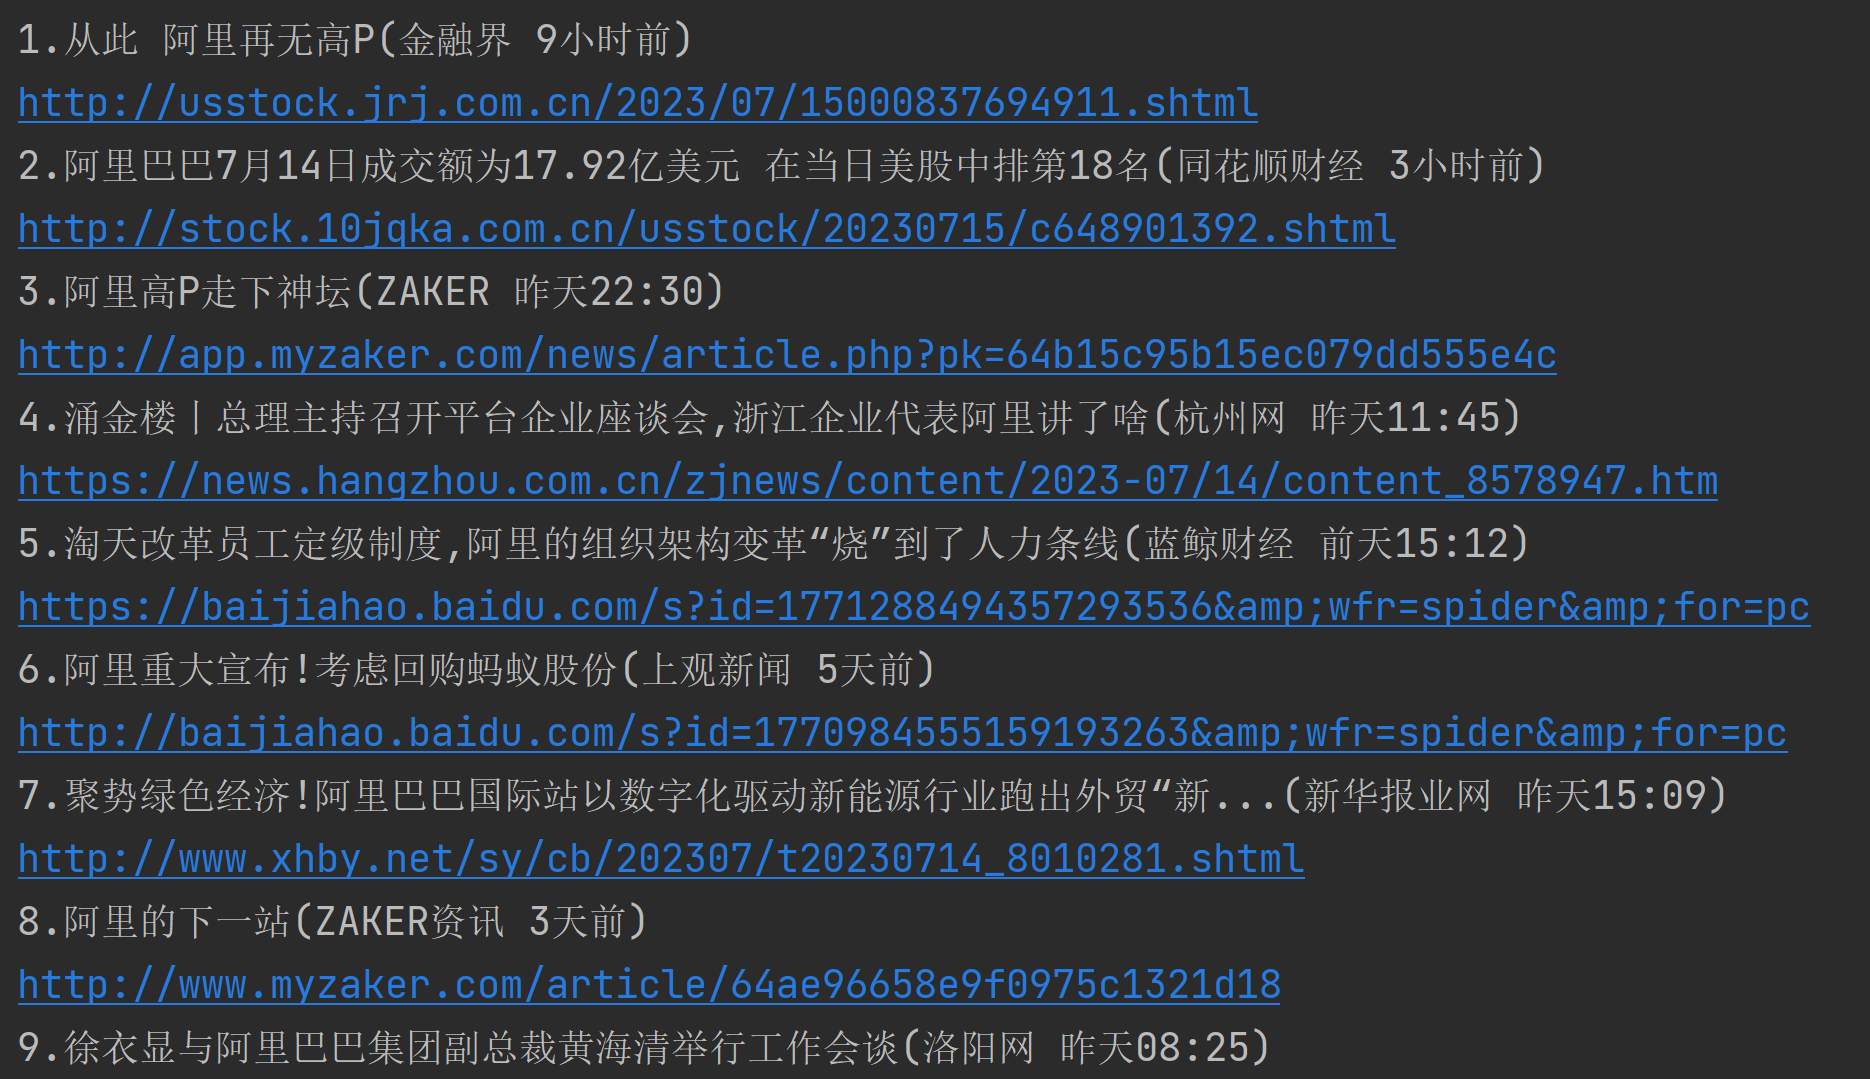 1.从此 阿里再无高P(金融界 9小时前)
http://usstock.jrj.com.cn/2023/07/15000837694911.shtml
2.阿里巴巴7月14日成交额为17.92亿美元 在当日美股中排第18名(同花顺财经 3小时前)
http://stock.10jqka.com.cn/usstock/20230715/c648901392.shtml
3.阿里高P走下神坛(ZAKER 昨天22:30)
http://app.myzaker.com/news/article.php?pk=64b15c95b15ec079dd555e4c
4.涌金楼丨总理主持召开平台企业座谈会,浙江企业代表阿里讲了啥(杭州网 昨天11:45)
https://news.hangzhou.com.cn/zjnews/content/2023-07/14/content_8578947.htm
5.淘天改革员工定级制度,阿里的组织架构变革“烧”到了人力条线(蓝鲸财经 前天15:12)
https://baijiahao.baidu.com/s?id=1771288494357293536&amp;wfr=spider&amp;for=pc
6.阿里重大宣布!考虑回购蚂蚁股份(上观新闻 5天前)
http://baijiahao.baidu.com/s?id=1770984555159193263&amp;wfr=spider&amp;for=pc
7.聚势绿色经济!阿里巴巴国际站以数字化驱动新能源行业跑出外贸“新...(新华报业网 昨天15:09)
http://www.xhby.net/sy/cb/202307/t20230714_8010281.shtml
8.阿里的下一站(ZAKER资讯 3天前)
http://www.myzaker.com/article/64ae96658e9f0975c1321d18
9.徐衣显与阿里巴巴集团副总裁黄海清举行工作会谈(洛阳网 昨天08:25)